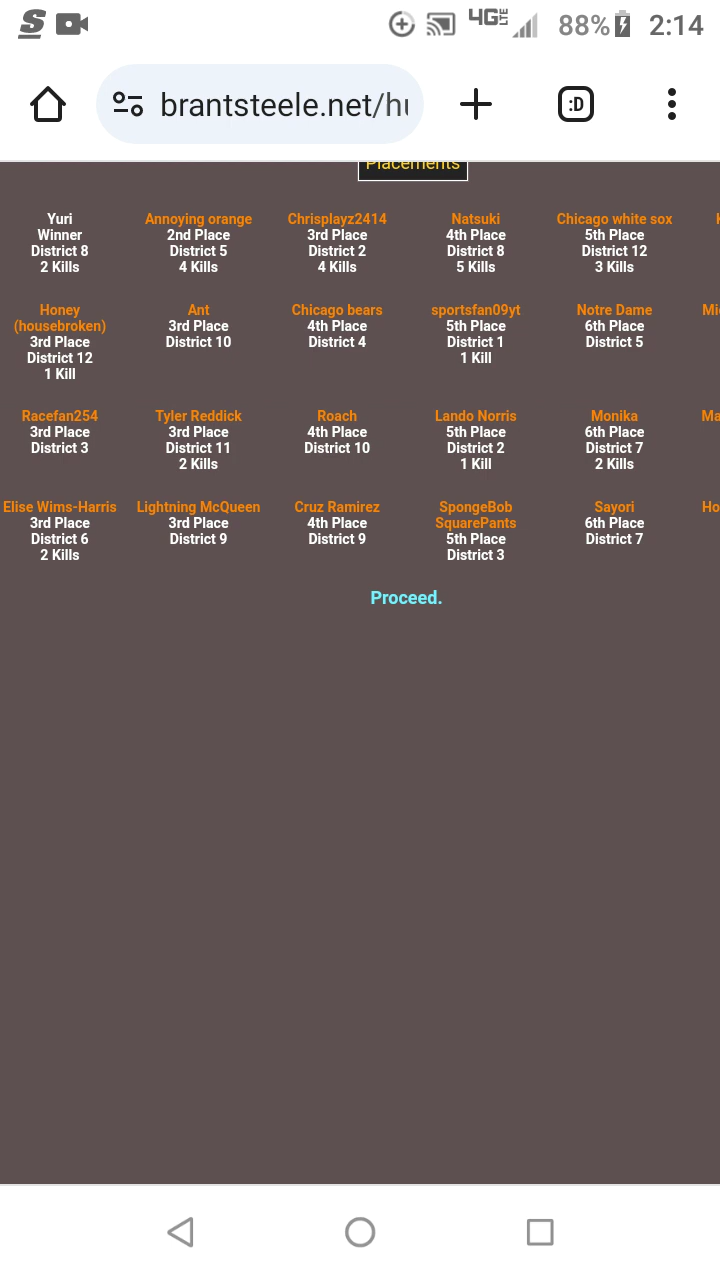 88% 2:14
4G LTE
brantsteele.net/hu
:D
Placements
Yuri
Winner
District 8
2 Kills
Annoying orange
2nd Place
District 5
4 Kills
Chrisplayz2414
3rd Place
District 2
4 Kills
Natsuki
4th Place
District 8
5 Kills
Chicago white sox
5th Place
District 12
3 Kills
Honey
(housebroken)
3rd Place
District 12
1 Kill
Ant
3rd Place
District 10
Chicago bears
4th Place
District 4
sportsfan09yt
5th Place
District 1
1 Kill
Notre Dame
6th Place
District 5
Racefan254
3rd Place
District 3
Tyler Reddick
3rd Place
District 11
2 Kills
Roach
4th Place
District 10
Lando Norris
5th Place
District 2
1 Kill
Monika
6th Place
District 7
2 Kills
Ma
Elise Wims-Harris
3rd Place
District 6
2 Kills
Lightning McQueen
3rd Place
District 9
Cruz Ramirez
4th Place
District 9
SpongeBob
SquarePants
5th Place
District 3
Sayori
6th Place
District 7
Ho
Proceed.